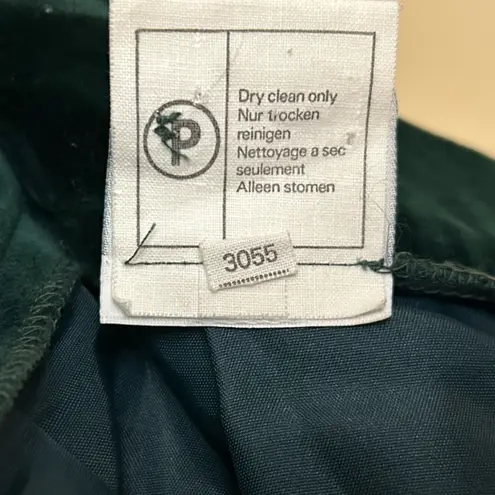 P
Dry clean only
Nur trocken
reinigen
Nettoyage a sec
seulement
Alleen stomen
3055